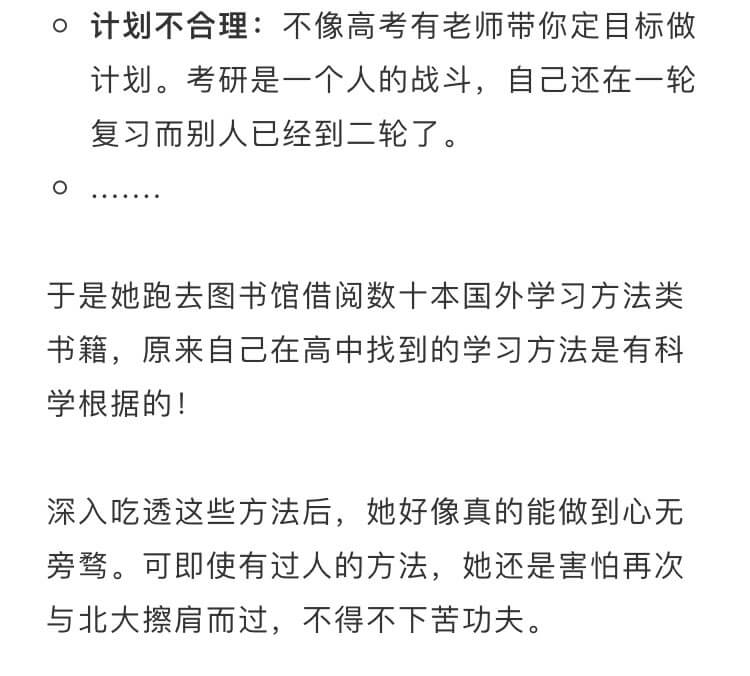 计划不合理：不像高考有老师带你定目标做
计划。考研是一个人的战斗，自己还在一轮
复习而别人已经到二轮了。
.......
于是她跑去图书馆借阅数十本国外学习方法类
书籍，原来自己在高中找到的学习方法是有科
学根据的！
深入吃透这些方法后，她好像真的能做到心无
旁骛。可即使有过人的方法，她还是害怕再次
与北大擦肩而过，不得不下苦功夫。